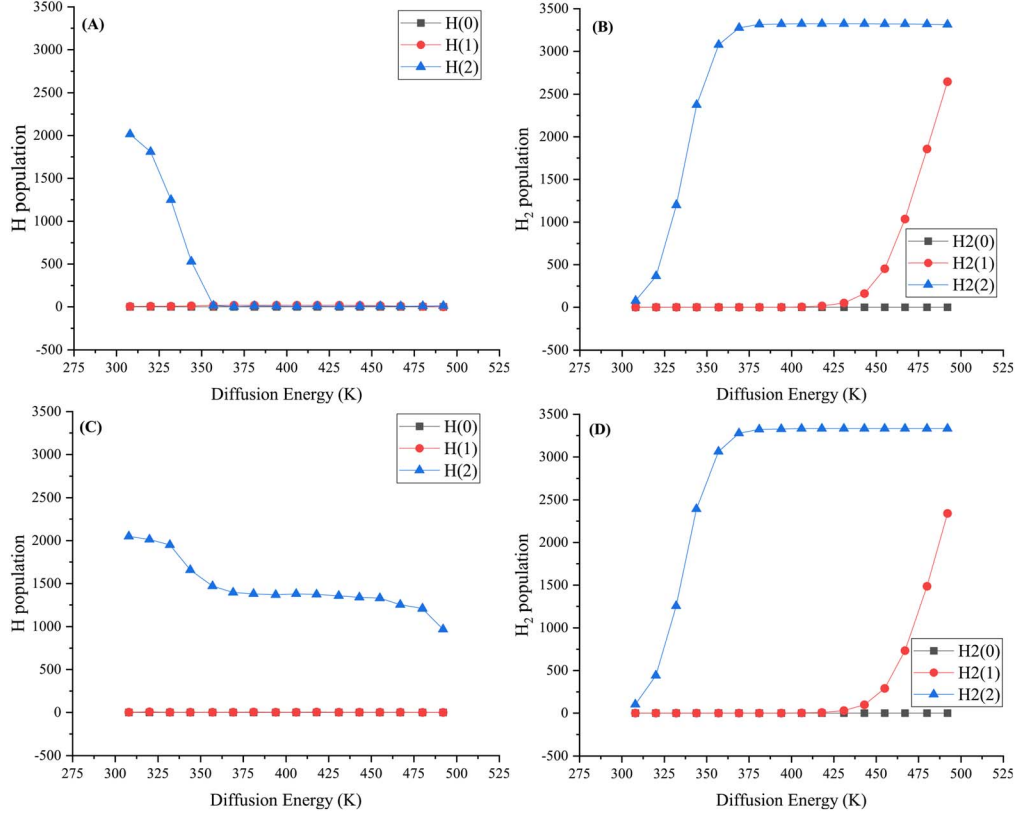 (A)
H(0)
H(1)
H(2)
3500
3000
2500
2000
1500
1000
500
0
-500
H population
275 300 325 350 375 400 425 450 475 500 525
Diffusion Energy (K)
(B)
H2(0)
H2(1)
H2(2)
3500
3000
2500
2000
1500
1000
500
0
-500
H₂ population
275 300 325 350 375 400 425 450 475 500 525
Diffusion Energy (K)
(C)
H(0)
H(1)
H(2)
3500
3000
2500
2000
1500
1000
500
0
-500
H population
275 300 325 350 375 400 425 450 475 500 525
Diffusion Energy (K)
(D)
H2(0)
H2(1)
H2(2)
3500
3000
2500
2000
1500
1000
500
0
-500
H₂ population
275 300 325 350 375 400 425 450 475 500 525
Diffusion Energy (K)